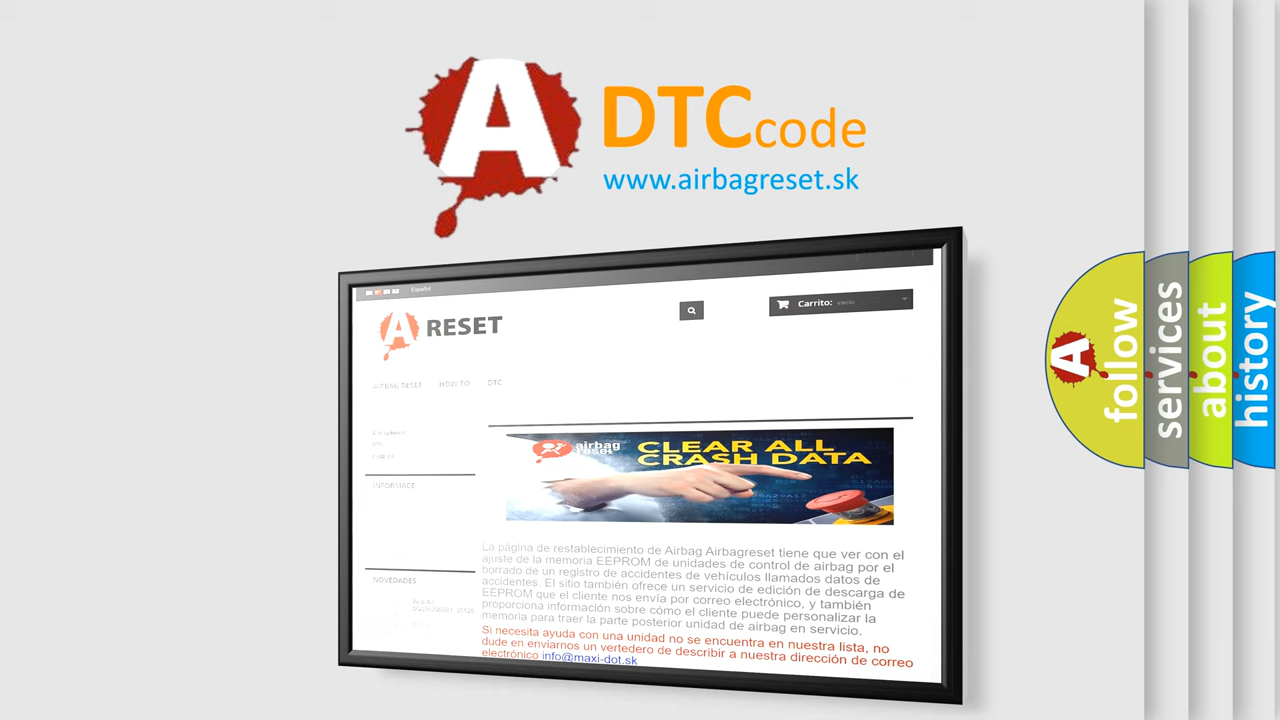 A DTCcode
www.airbagreset.sk
Español
A RESET
Carrito: vacío
AIRBAG RESET HOW TO DTC
INFORMACE
NOVEDADES
airbag
reset
CLEAR ALL
CRASH DATA
La página de restablecimiento de Airbag Airbagreset tiene que ver con el
ajuste de la memoria EEPROM de unidades de control de airbag por el
borrado de un registro de accidentes de vehículos llamados datos de
accidentes. El sitio también ofrece un servicio de edición de descarga de
EEPROM que el cliente nos envía por correo electrónico, y también
proporciona información sobre cómo el cliente puede personalizar la
memoria para traer la parte posterior unidad de airbag en servicio.
Si necesita ayuda con una unidad no se encuentra en nuestra lista, no
dude en enviarnos un vertedero de describir a nuestra dirección de correo
electrónico info@maxi-dot.sk
A
follow
services
about
history